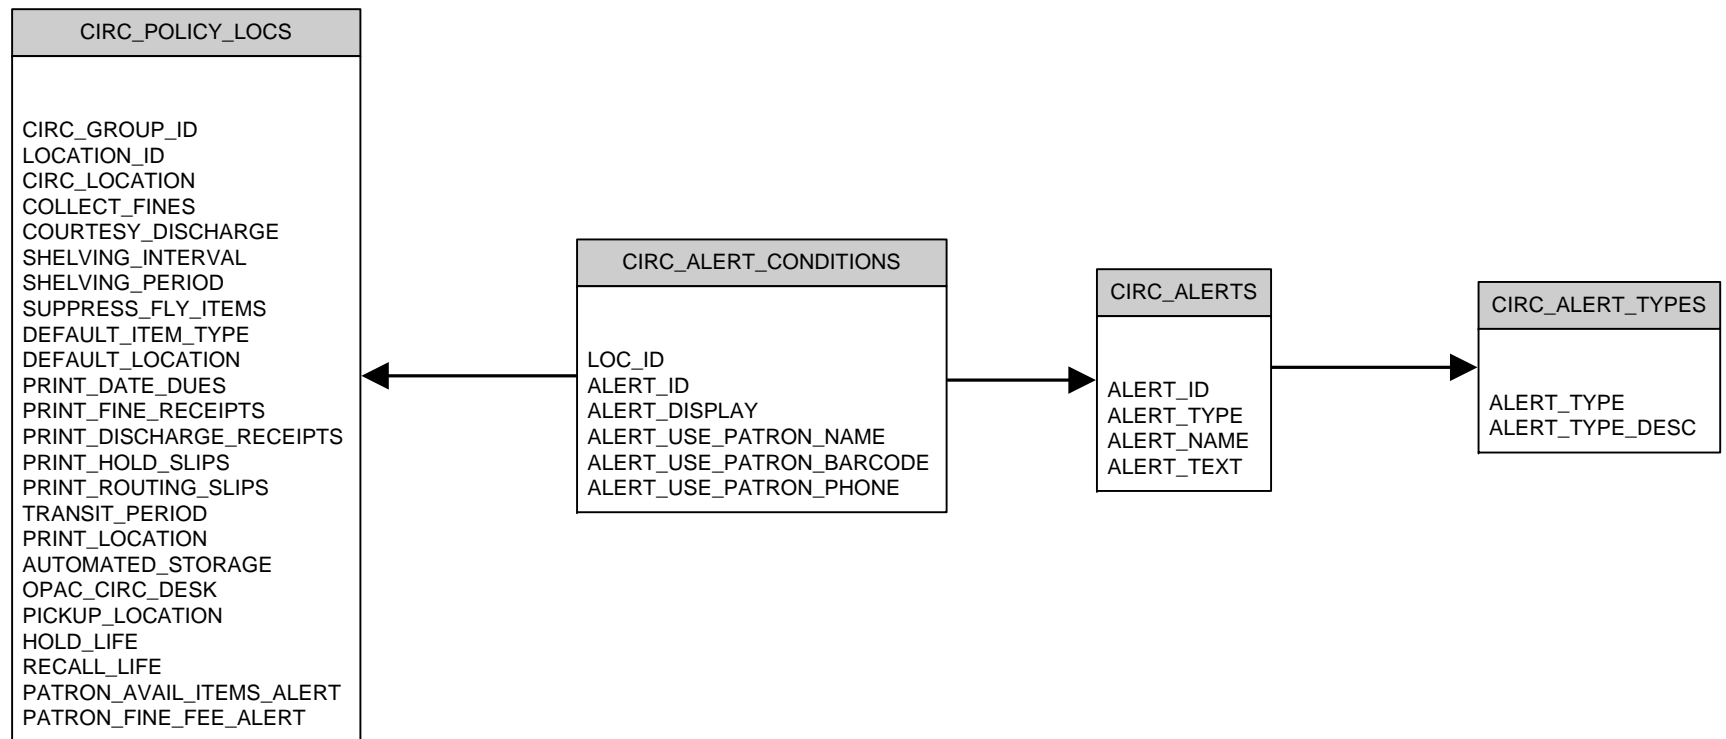 CIRC_POLICY_LOCS
CIRC_GROUP_ID
LOCATION_ID
CIRC_LOCATION
COLLECT_FINES
COURTESY_DISCHARGE
SHELVING_INTERVAL
SHELVING_PERIOD
SUPPRESS_FLY_ITEMS
DEFAULT_ITEM_TYPE
DEFAULT_LOCATION
PRINT_DATE_DUES
PRINT_FINE_RECEIPTS
PRINT_DISCHARGE_RECEIPTS
PRINT_HOLD_SLIPS
PRINT_ROUTING_SLIPS
TRANSIT_PERIOD
PRINT_LOCATION
AUTOMATED_STORAGE
OPAC_CIRC_DESK
PICKUP_LOCATION
HOLD_LIFE
RECALL_LIFE
PATRON_AVAIL_ITEMS_ALERT
PATRON_FINE_FEE_ALERT
CIRC_ALERT_CONDITIONS
LOC_ID
ALERT_ID
ALERT_DISPLAY
ALERT_USE_PATRON_NAME
ALERT_USE_PATRON_BARCODE
ALERT_USE_PATRON_PHONE
CIRC_ALERTS
ALERT_ID
ALERT_TYPE
ALERT_NAME
ALERT_TEXT
CIRC_ALERT_TYPES
ALERT_TYPE
ALERT_TYPE_DESC